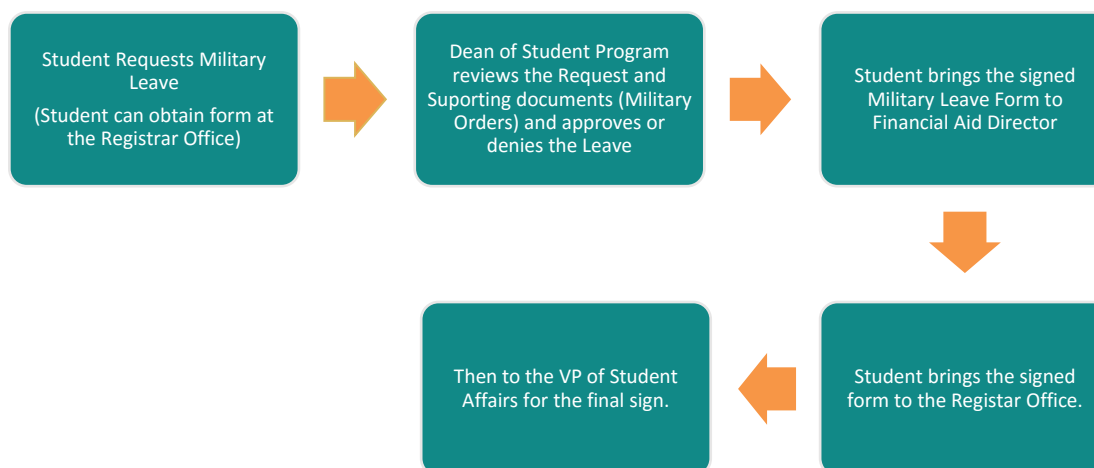 Student Requests Military
Leave
(Student can obtain form at
the Registrar Office)
Dean of Student Program
reviews the Request and
Suporting documents (Military
Orders) and approves or
denies the Leave
Student brings the signed
Military Leave Form to
Financial Aid Director
Student brings the signed
form to the Registar Office.
Then to the VP of Student
Affairs for the final sign.